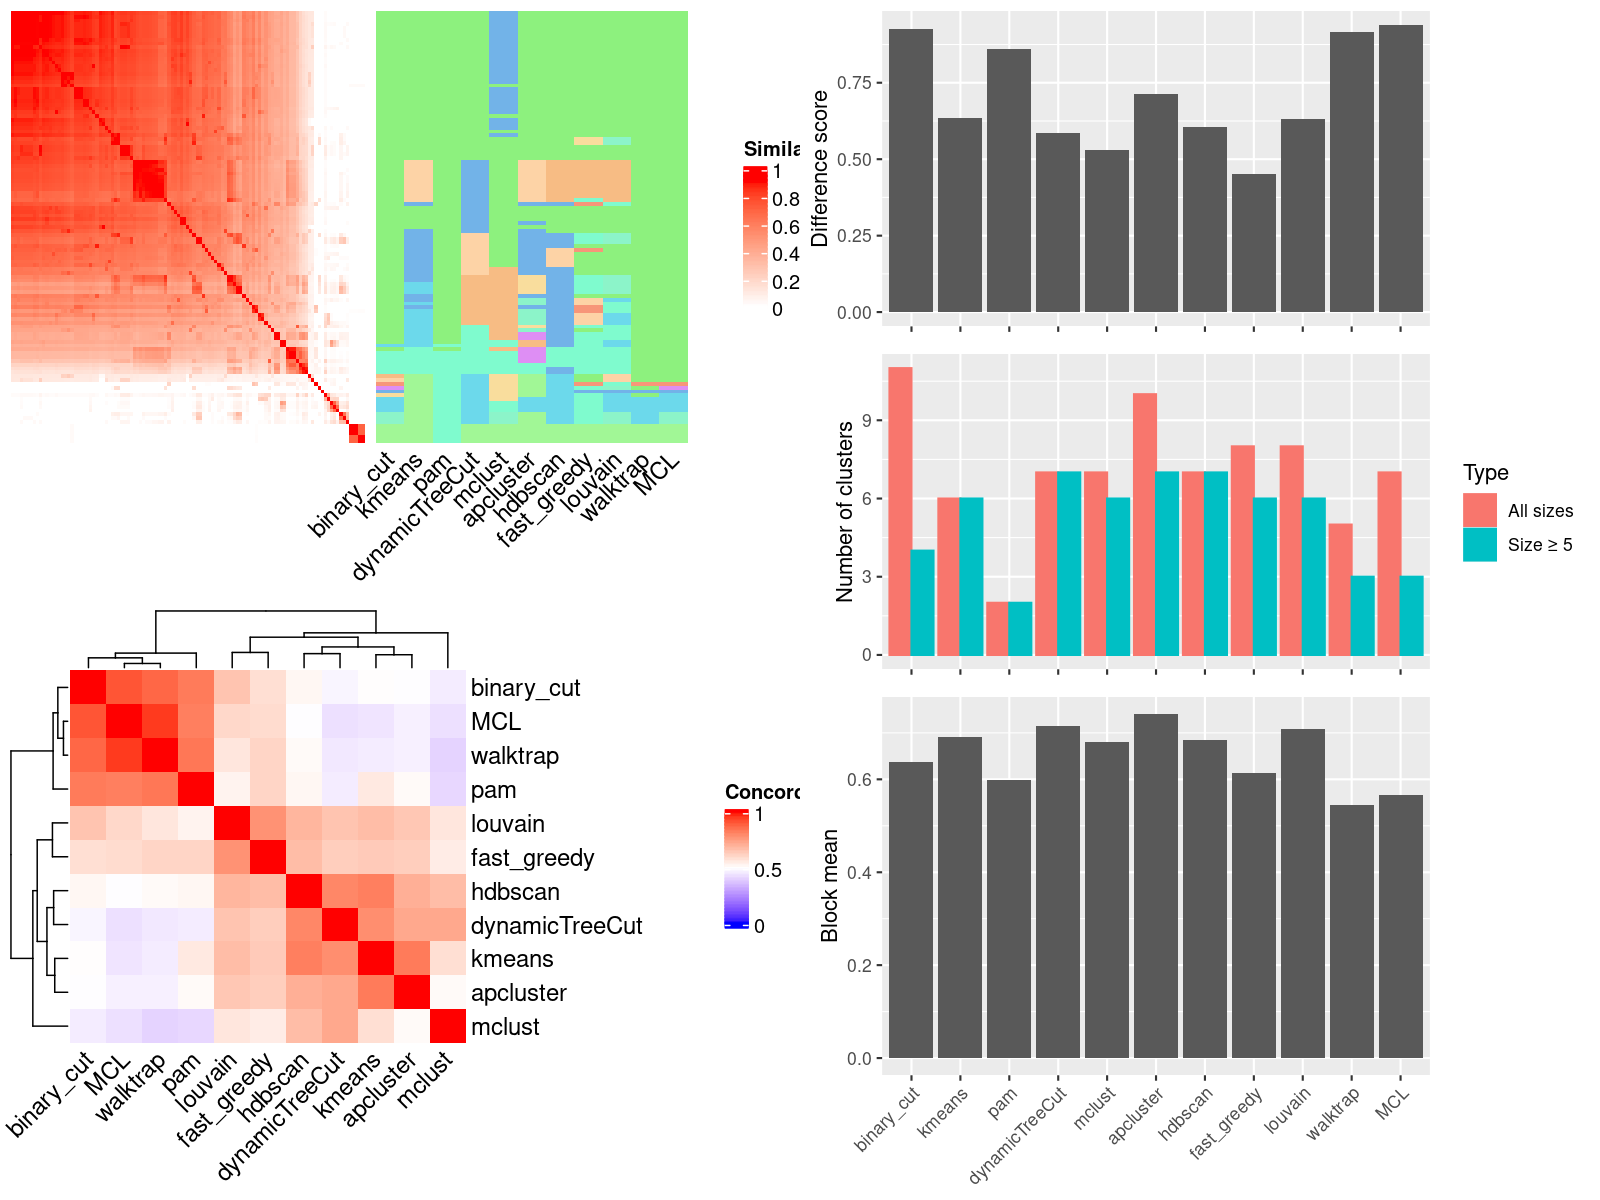 Simila
1
0.8
0.6
0.4
0.2
0
binary_cut
kmeans
pam
dynamicTreeCut
mclust
apcluster
hdbscan
fast_greedy
louvain
walktrap
MCL
Difference score
0.75
0.50
0.25
0.00
Number of clusters
9
6
3
0
Type
All sizes
Size ≥ 5
binary_cut
MCL
walktrap
pam
louvain
fast_greedy
hdbscan
dynamicTreeCut
kmeans
apcluster
mclust
binary_cut
MCL
walktrap
pam
louvain
fast_greedy
hdbscan
dynamicTreeCut
kmeans
apcluster
mclust
Concord
1
0.5
0
Block mean
0.6
0.4
0.2
0.0
binary_cut
kmeans
pam
dynamicTreeCut
mclust
apcluster
hdbscan
fast_greedy
louvain
walktrap
MCL